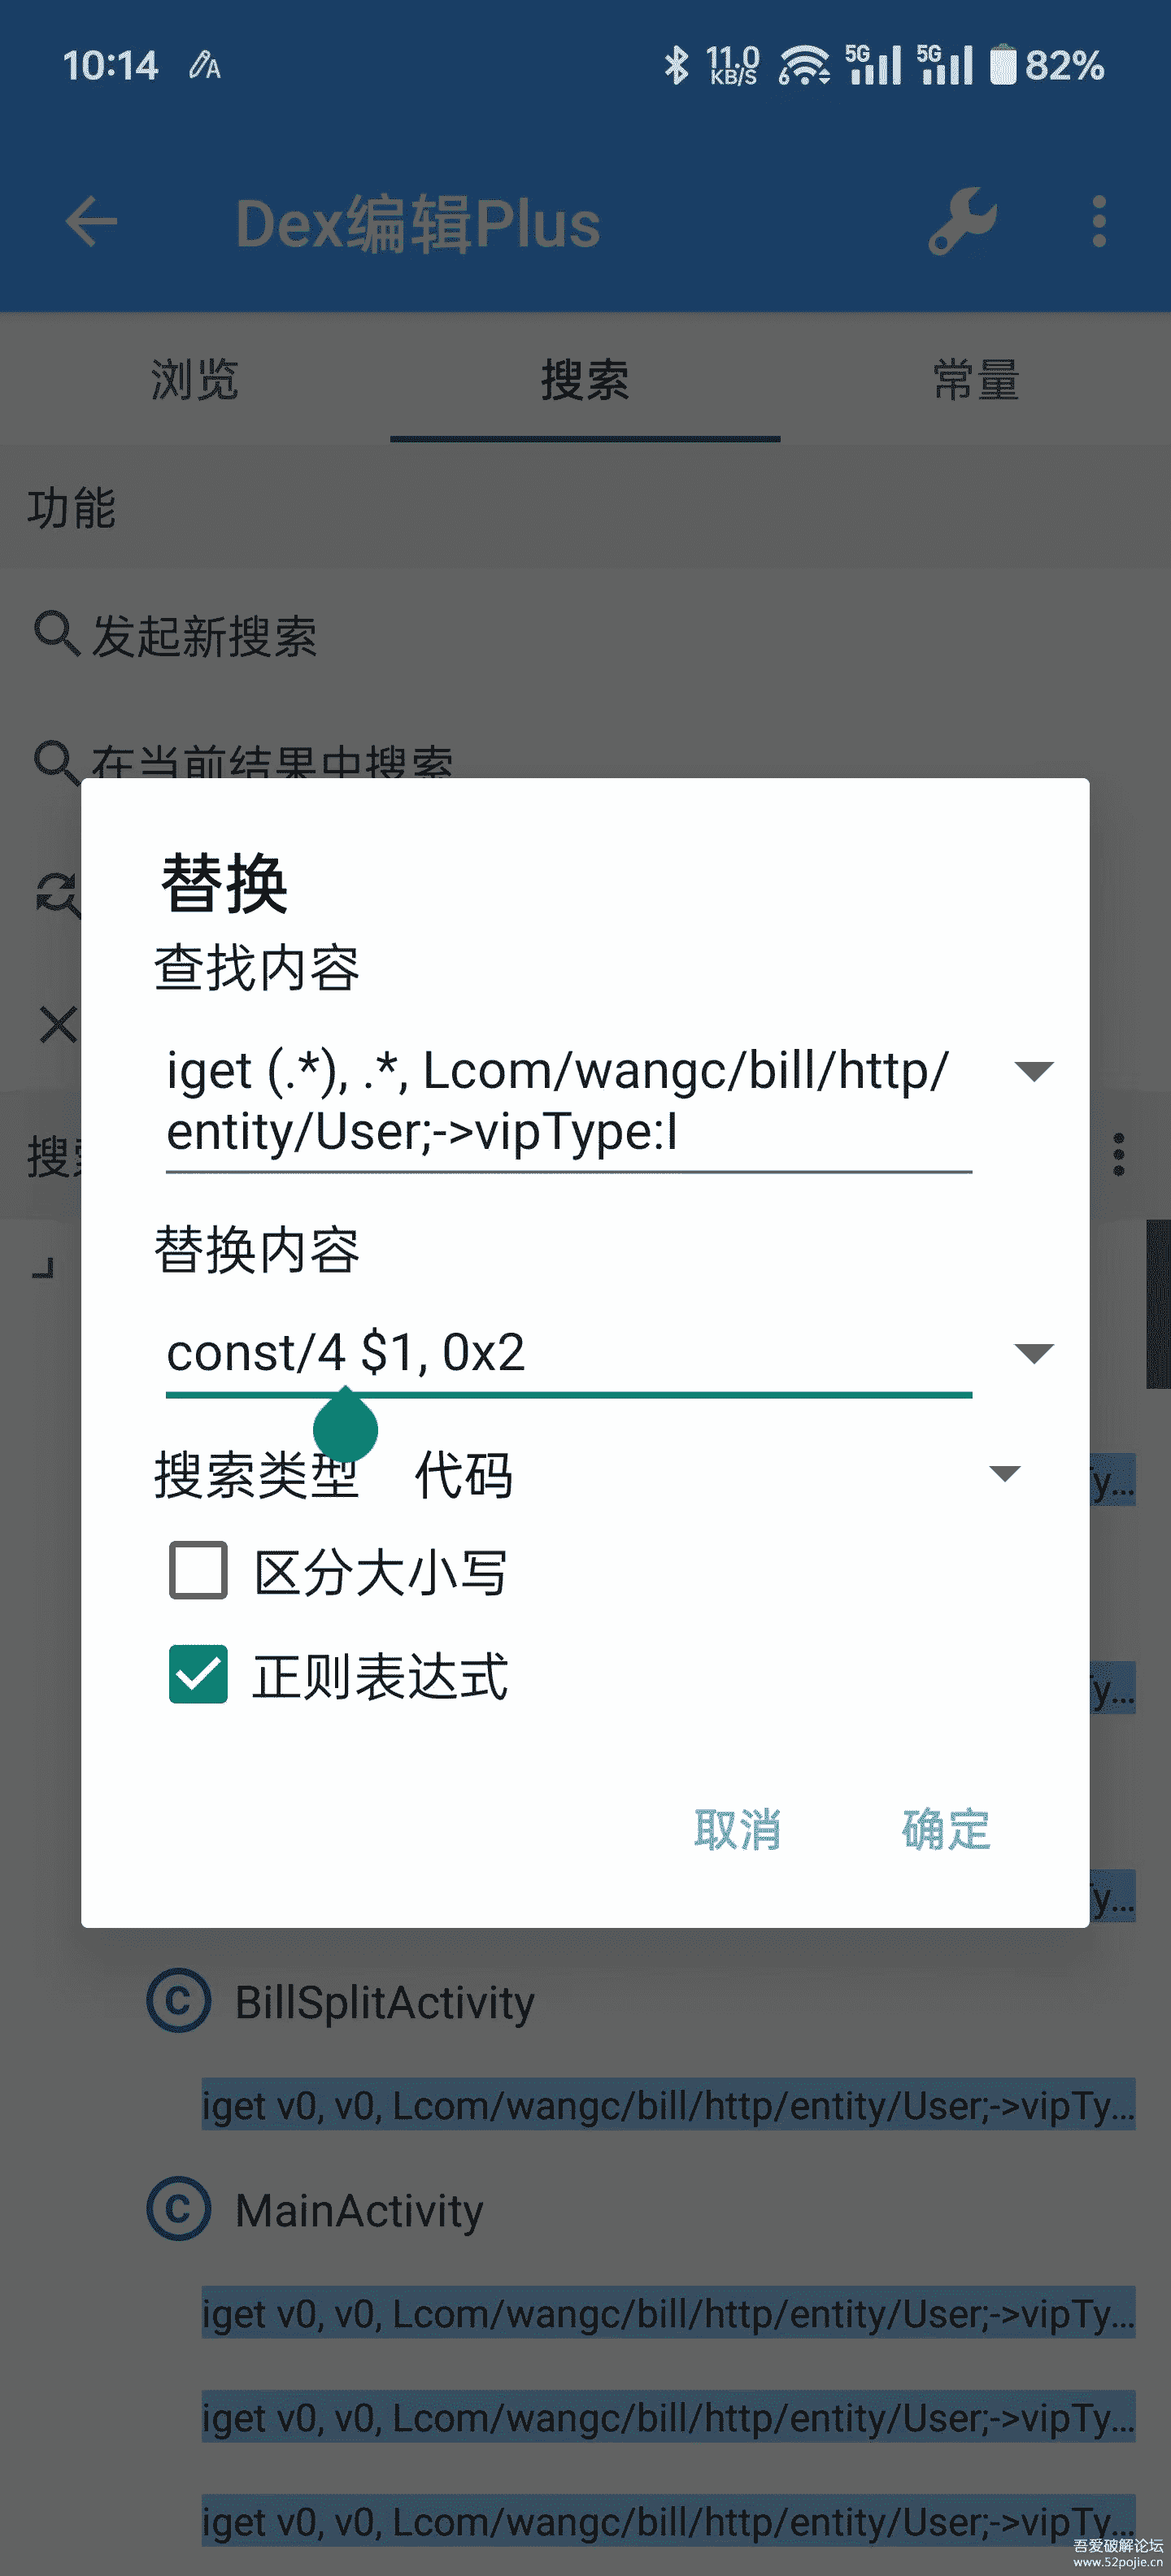 10:14
11.0 KB/S 6 5G 5G 82%
Dex编辑Plus
浏览 搜索 常量
功能
发起新搜索
在当前结果中搜索
替换
查找内容
iget (.*), .*, Lcom/wangc/bill/http/
entity/User;->vipType:I
搜
替换内容
const/4 $1, 0x2
搜索类型 代码
y...
区分大小写
正则表达式
y...
取消 确定
y...
BillSplitActivity
iget v0, v0, Lcom/wangc/bill/http/entity/User;->vipTy...
MainActivity
iget v0, v0, Lcom/wangc/bill/http/entity/User;->vipTy...
iget v0, v0, Lcom/wangc/bill/http/entity/User;->vipTy...
iget v0, v0, Lcom/wangc/bill/http/entity/User;->vipTy...
吾爱破解论坛
www.52pojie.cn